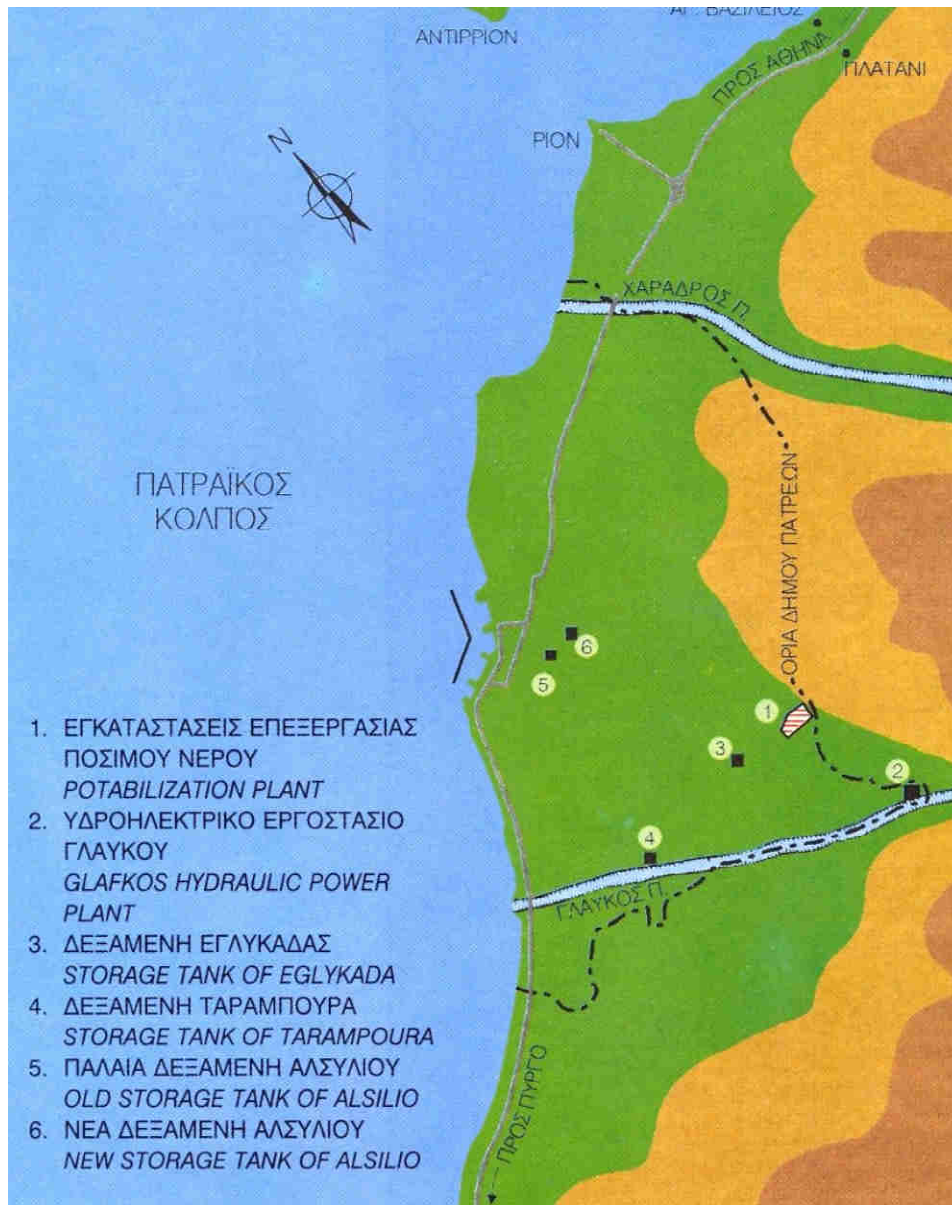 ΑΓ. ΒΑΣΙΛΕΙΟΣ
ΑΝΤΙΡΡΙΟΝ
ΠΡΟΣ ΑΘΗΝΑ
ΠΛΑΤΑΝΙ
ΡΙΟΝ
N
ΧΑΡΑΔΡΟΣ Π.
ΠΑΤΡΑΪΚΟΣ
ΚΟΛΠΟΣ
ΟΡΙΑ ΔΗΜΟΥ ΠΑΤΡΕΩΝ
6
5
1
3
2
4
ΓΛΑΥΚΟΣ Π.
ΠΡΟΣ ΠΥΡΓΟ
1. ΕΓΚΑΤΑΣΤΑΣΕΙΣ ΕΠΕΞΕΡΓΑΣΙΑΣ
ΠΟΣΙΜΟΥ ΝΕΡΟΥ
POTABILIZATION PLANT
2. ΥΔΡΟΗΛΕΚΤΡΙΚΟ ΕΡΓΟΣΤΑΣΙΟ
ΓΛΑΥΚΟΥ
GLAFKOS HYDRAULIC POWER
PLANT
3. ΔΕΞΑΜΕΝΗ ΕΓΛΥΚΑΔΑΣ
STORAGE TANK OF EGLYKADA
4. ΔΕΞΑΜΕΝΗ ΤΑΡΑΜΠΟΥΡΑ
STORAGE TANK OF TARAMPOURA
5. ΠΑΛΑΙΑ ΔΕΞΑΜΕΝΗ ΑΛΣΥΛΙΟΥ
OLD STORAGE TANK OF ALSILIO
6. ΝΕΑ ΔΕΞΑΜΕΝΗ ΑΛΣΥΛΙΟΥ
NEW STORAGE TANK OF ALSILIO